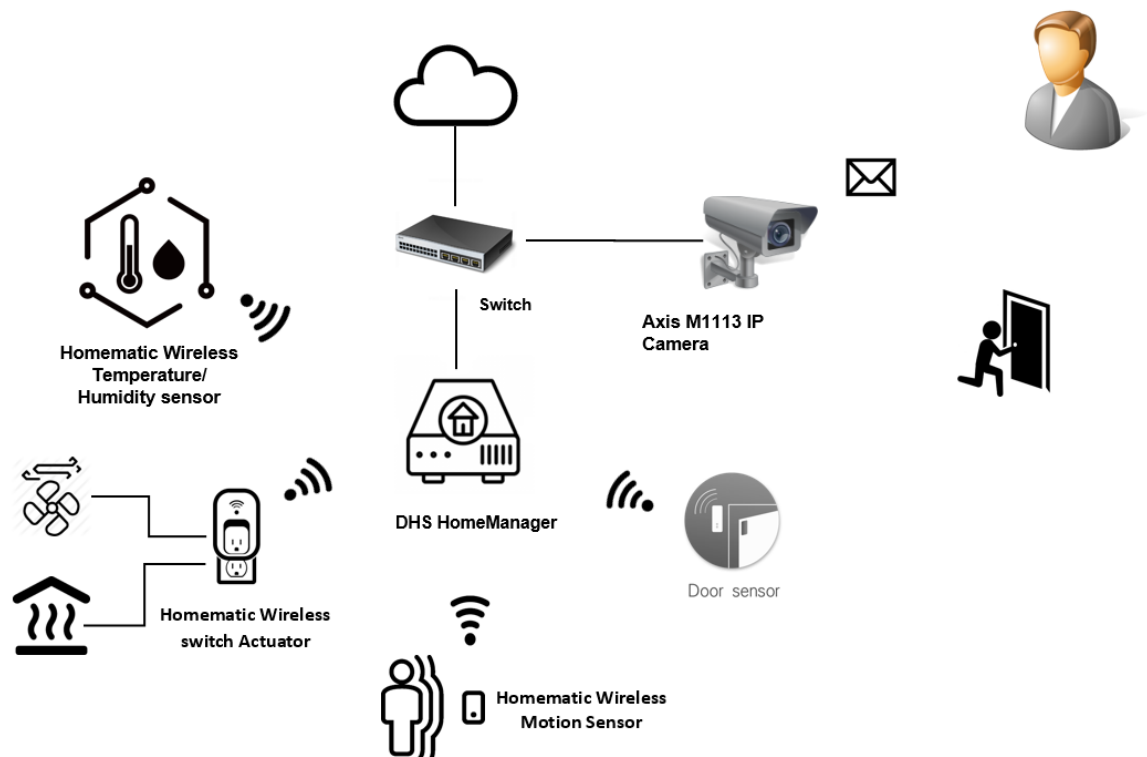 Switch
Axis M1113 IP
Camera
Homematic Wireless
Temperature/
Humidity sensor
DHS HomeManager
Door sensor
Homematic Wireless
switch Actuator
Homematic Wireless
Motion Sensor